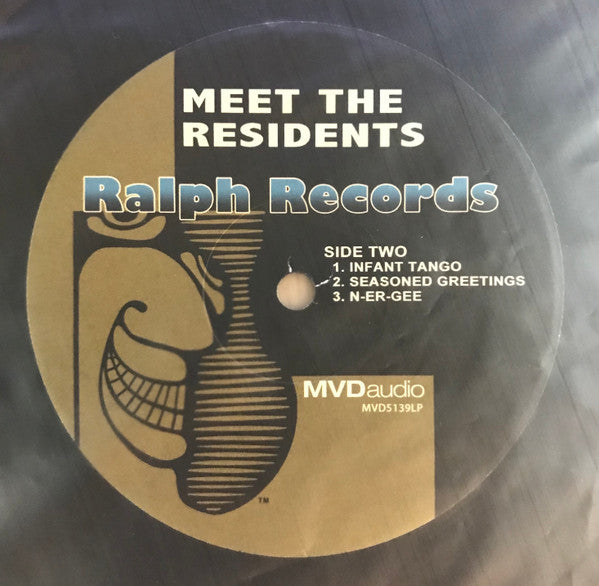 MEET THE
RESIDENTS
Ralph Records
SIDE TWO
1. INFANT TANGO
2. SEASONED GREETINGS
3. N-ER-GEE
MVDaudio
MVD5139LP
TM